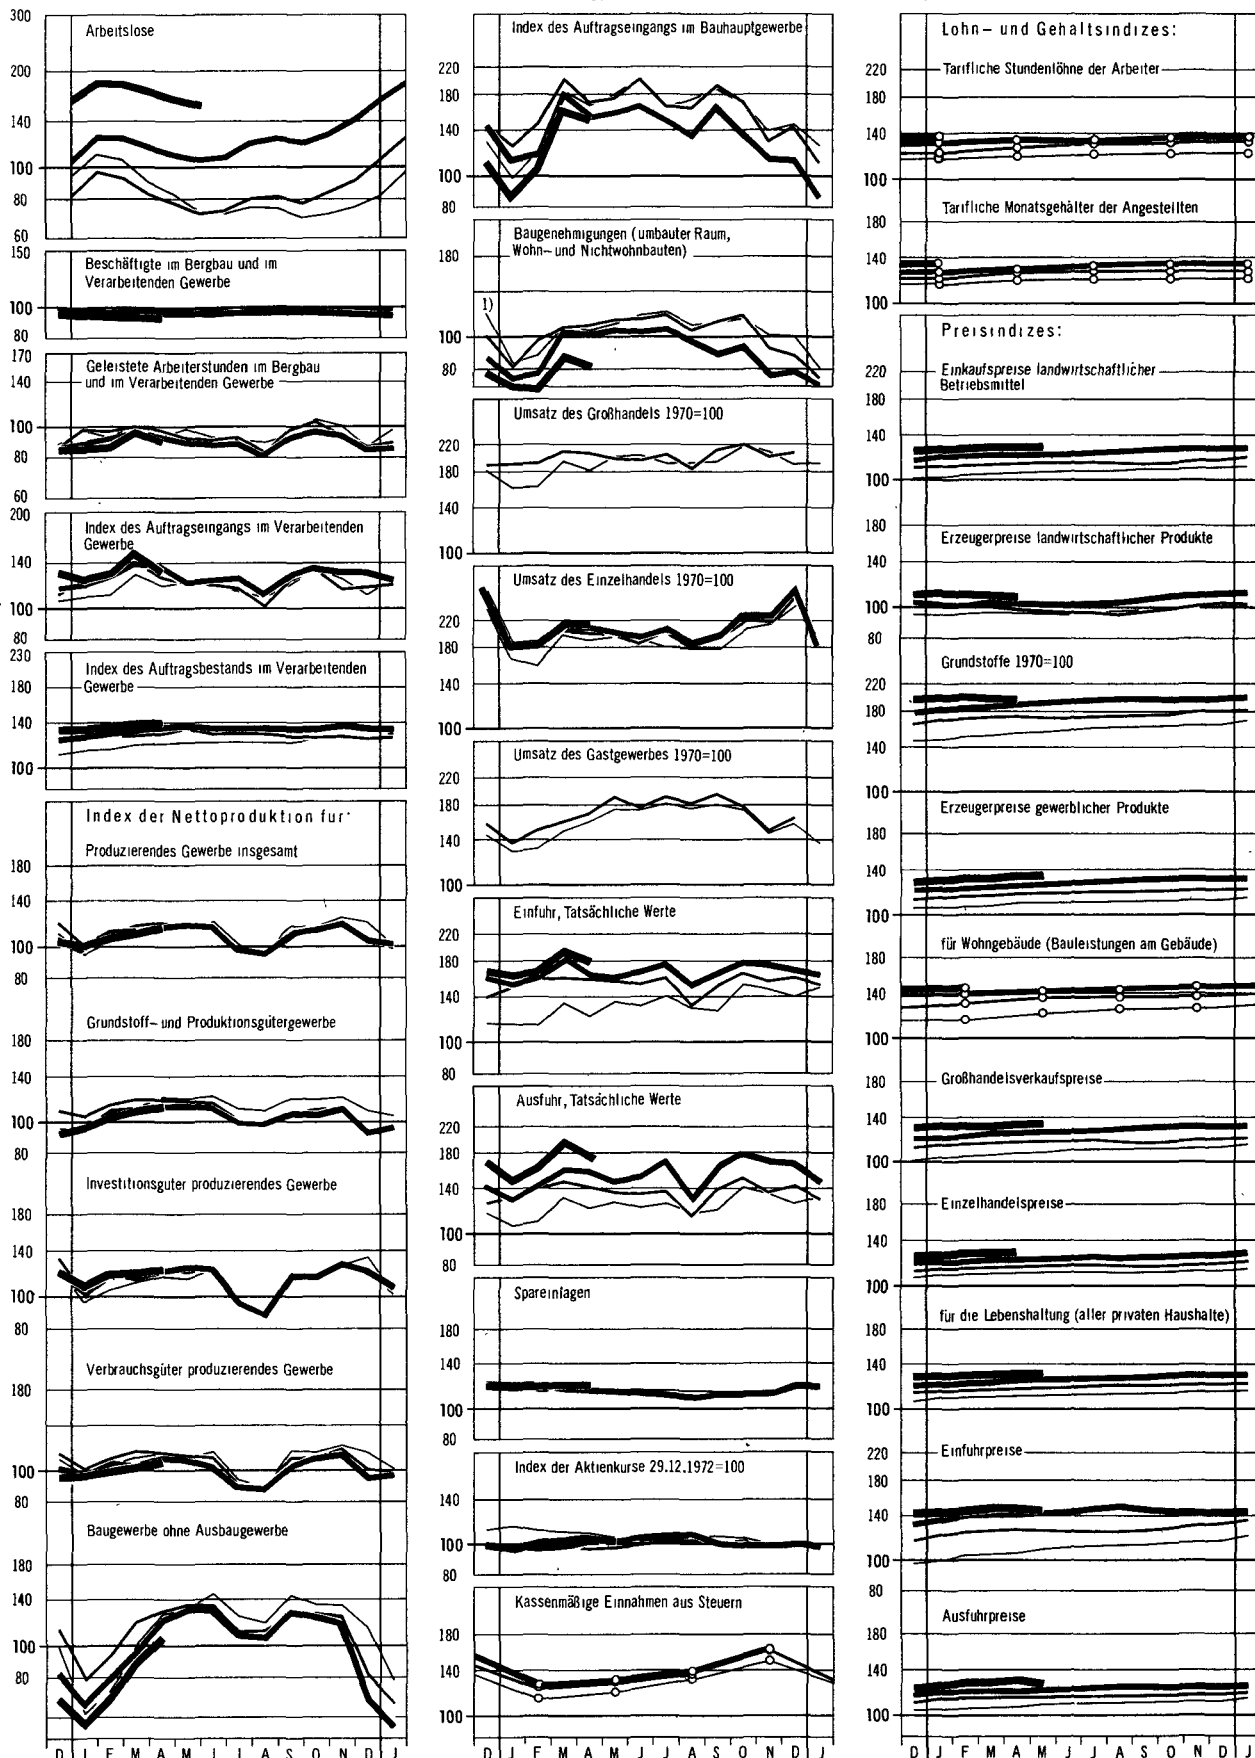 300
Arbeitslose
200
140
100
80
60
150
Beschäftigte im Bergbau und im
Verarbeitenden Gewerbe
100
80
170
Geleistete Arbeiterstunden im Bergbau
und im Verarbeitenden Gewerbe
140
100
80
60
200
Index des Auftragseingangs im Verarbeitenden
Gewerbe
140
100
80
230
Index des Auftragsbestands im Verarbeitenden
Gewerbe
180
140
100
Index der Nettoproduktion fur
Produzierendes Gewerbe insgesamt
180
140
100
80
Grundstoff- und Produktionsgütergewerbe
180
140
100
80
Investitionsguter produzierendes Gewerbe
180
140
100
80
Verbrauchsgüter produzierendes Gewerbe
180
100
80
Baugewerbe ohne Ausbaugewerbe
180
140
100
80
D J F M A M J J A S O N D J
Index des Auftragseingangs im Bauhauptgewerbe
220
180
140
100
80
Baugenehmigungen (umbauter Raum,
Wohn- und Nichtwohnbauten)
180
1)
100
80
Umsatz des Großhandels 1970=100
220
180
140
100
Umsatz des Einzelhandels 1970=100
220
180
140
100
Umsatz des Gastgewerbes 1970=100
220
180
140
100
Einfuhr, Tatsächliche Werte
220
180
140
100
80
Ausfuhr, Tatsächliche Werte
220
180
140
100
80
Spareinlagen
180
140
100
80
Index der Aktienkurse 29.12.1972=100
140
100
80
Kassenmäßige Einnahmen aus Steuern
180
140
100
D J F M A M J J A S O N D J
Lohn- und Gehaltsindizes:
Tarifliche Stundenlöhne der Arbeiter
220
180
140
100
Tarifliche Monatsgehälter der Angestellten
180
140
100
Preisindizes:
Einkaufspreise landwirtschaftlicher
Betriebsmittel
220
180
140
100
180
Erzeugerpreise landwirtschaftlicher Produkte
140
100
80
Grundstoffe 1970=100
220
180
140
100
Erzeugerpreise gewerblicher Produkte
180
140
100
für Wohngebäude (Bauleistungen am Gebäude)
180
140
100
Großhandelsverkaufspreise
180
140
100
Einzelhandelspreise
180
140
100
für die Lebenshaltung (aller privaten Haushalte)
180
140
100
Einfuhrpreise
220
180
140
100
80
Ausfuhrpreise
180
140
100
D J F M A M J J A S O N D J